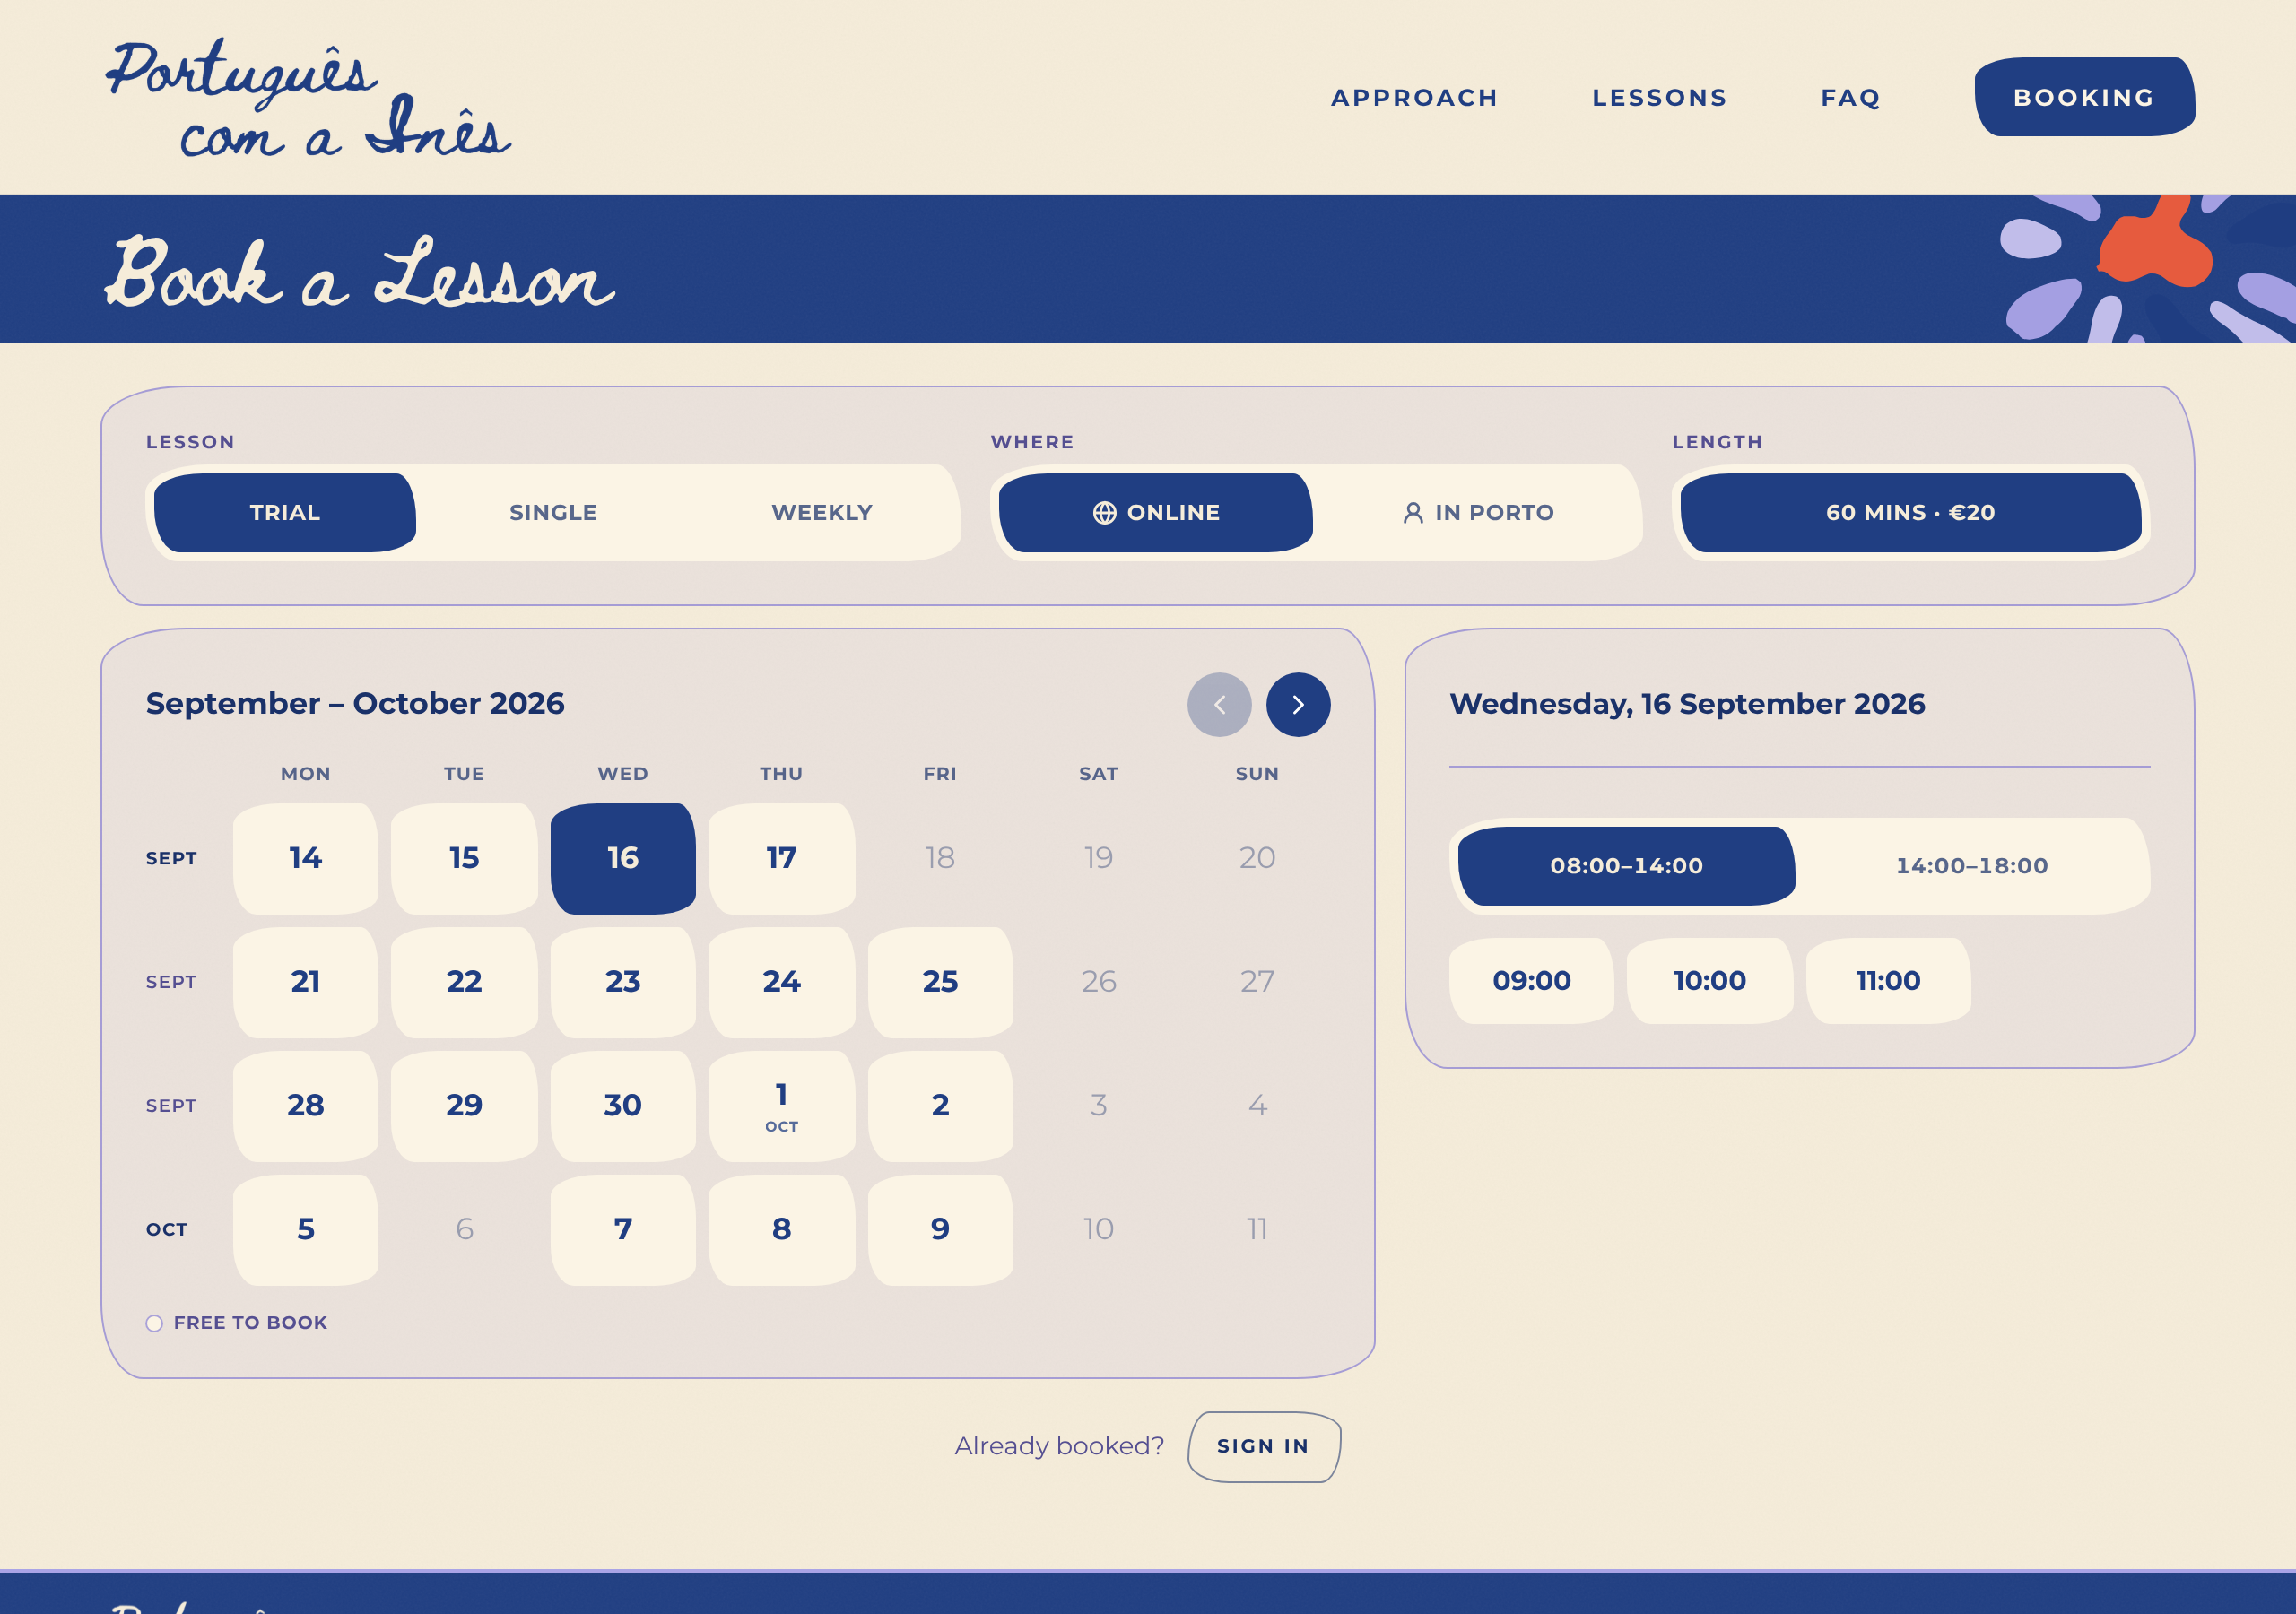 Português
com a Inês
APPROACH LESSONS FAQ BOOKING
Book a Lesson
LESSON WHERE LENGTH
TRIAL SINGLE WEEKLY ONLINE IN PORTO 60 MINS · €20
September – October 2026
MON TUE WED THU FRI SAT SUN
SEPT 14 15 16 17 18 19 20
SEPT 21 22 23 24 25 26 27
SEPT 28 29 30 1 OCT 2 3 4
OCT 5 6 7 8 9 10 11
FREE TO BOOK
Wednesday, 16 September 2026
08:00–14:00 14:00–18:00
09:00 10:00 11:00
Already booked? SIGN IN